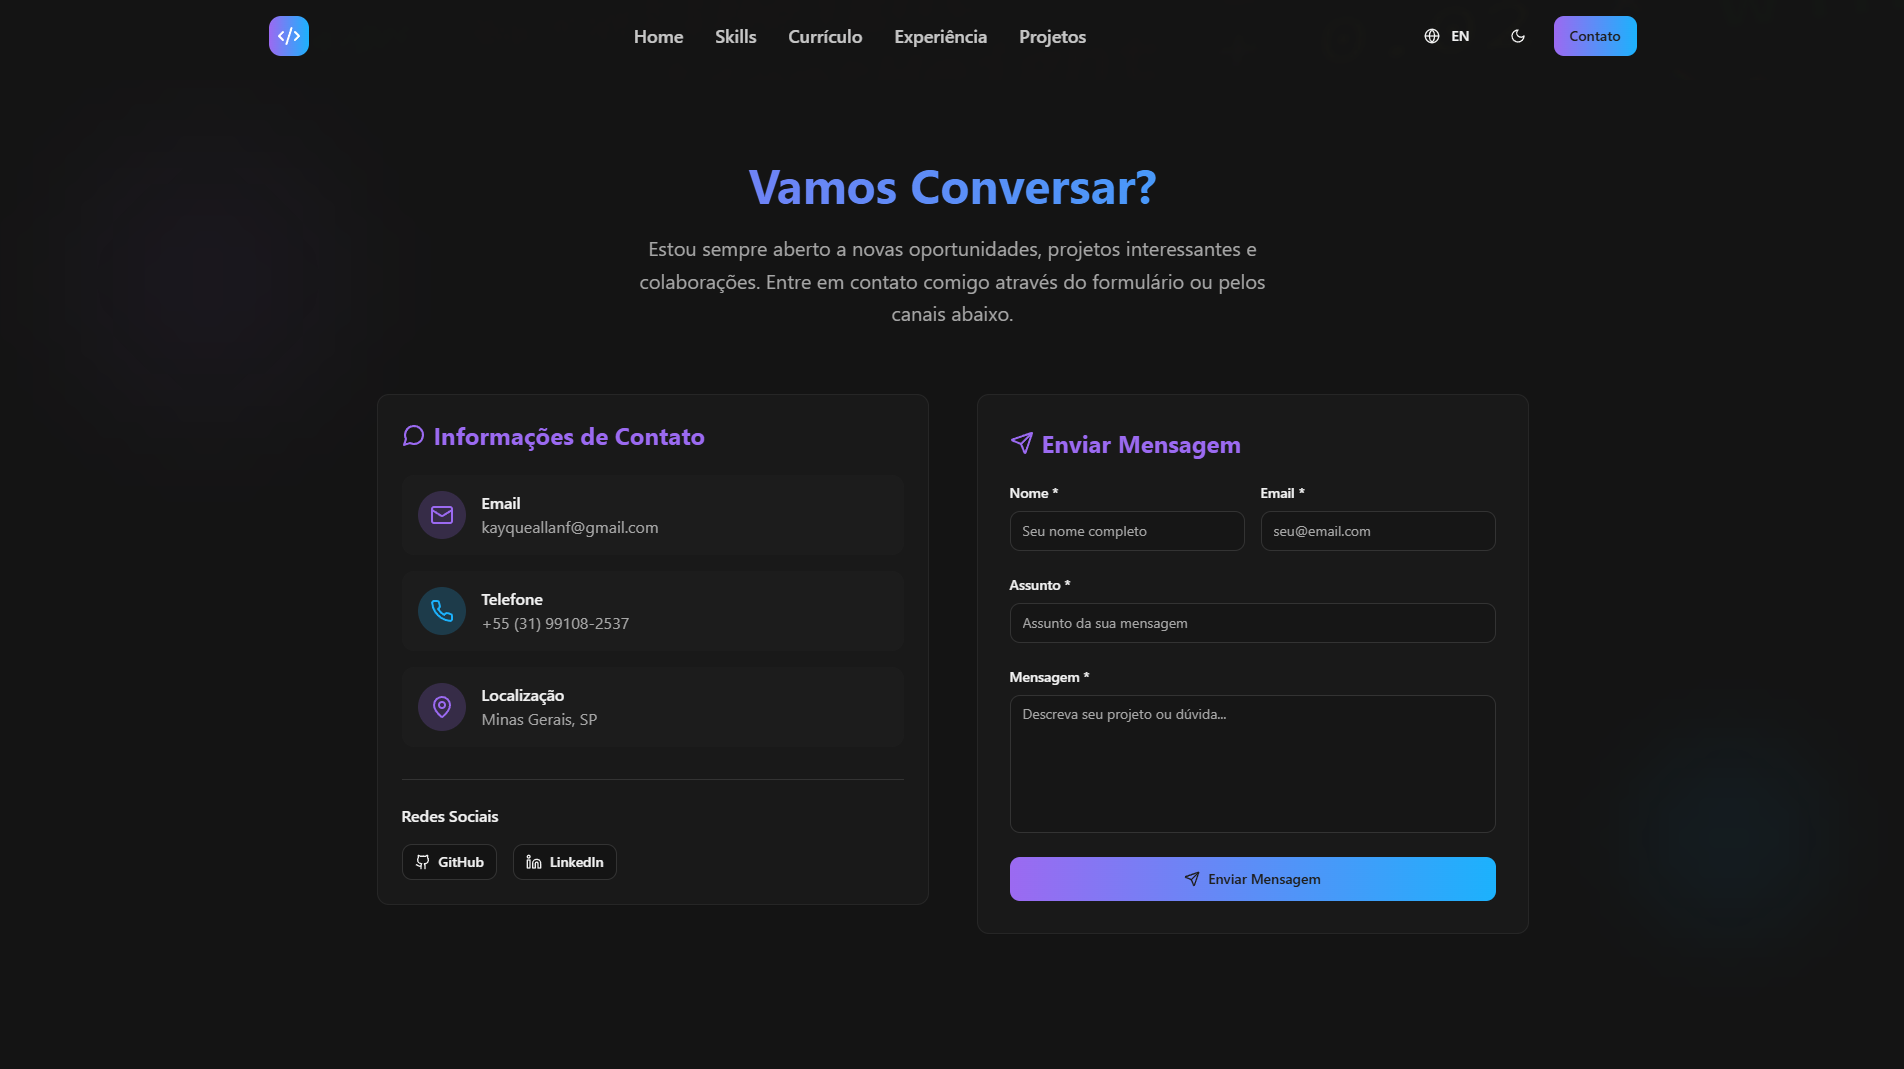 </>
Home
Skills
Currículo
Experiência
Projetos
EN
Contato
Vamos Conversar?
Estou sempre aberto a novas oportunidades, projetos interessantes e
colaborações. Entre em contato comigo através do formulário ou pelos
canais abaixo.
Informações de Contato
Email
kayqueallanf@gmail.com
Telefone
+55 (31) 99108-2537
Localização
Minas Gerais, SP
Redes Sociais
GitHub
LinkedIn
Enviar Mensagem
Nome *
Email *
Seu nome completo
seu@email.com
Assunto *
Assunto da sua mensagem
Mensagem *
Descreva seu projeto ou dúvida...
Enviar Mensagem